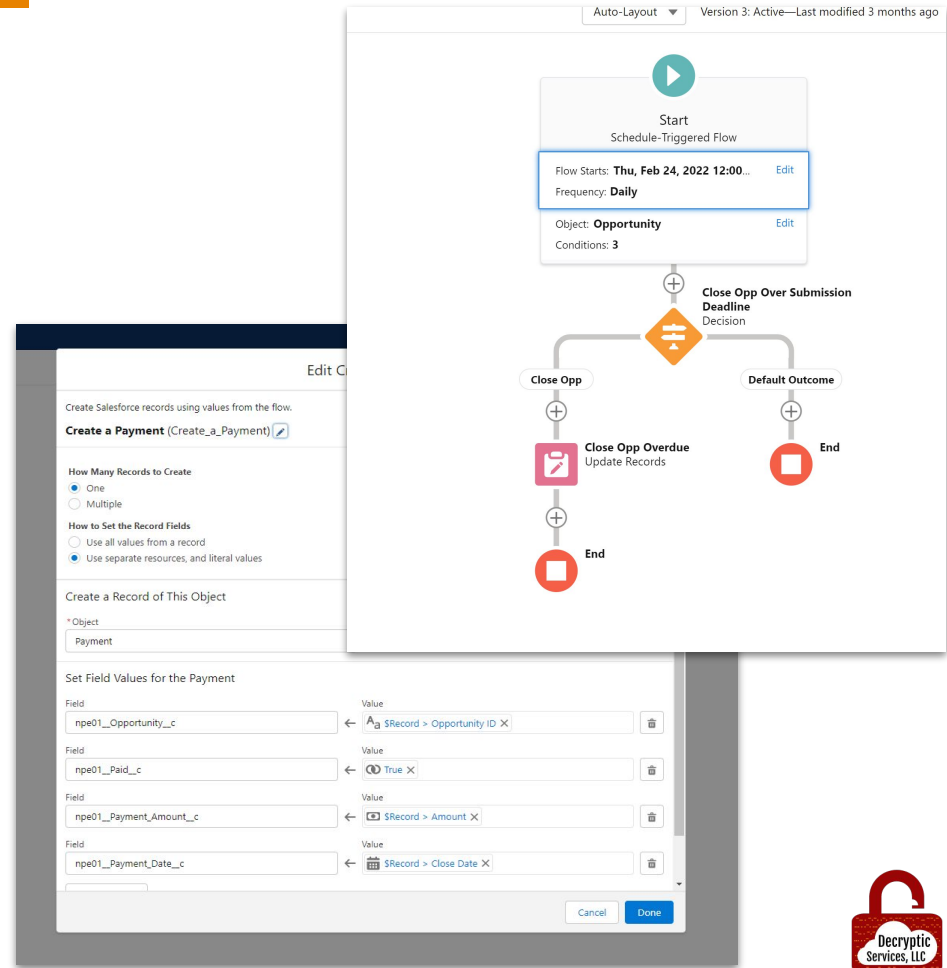 Auto-Layout Version 3: Active—Last modified 3 months ago
Start
Schedule-Triggered Flow
Flow Starts: Thu, Feb 24, 2022 12:00... Edit
Frequency: Daily
Object: Opportunity Edit
Conditions: 3
Close Opp Over Submission
Deadline
Decision
Close Opp Default Outcome
Close Opp Overdue
Update Records
End
End
Edit
Create Salesforce records using values from the flow.
Create a Payment (Create_a_Payment)
How Many Records to Create
One
Multiple
How to Set the Record Fields
Use all values from a record
Use separate resources, and literal values
Create a Record of This Object
*Object
Payment
Set Field Values for the Payment
Field Value
npe01__Opportunity__c Aa $Record > Opportunity ID
Field Value
npe01__Paid__c True
Field Value
npe01__Payment_Amount__c $Record > Amount
Field Value
npe01__Payment_Date__c $Record > Close Date
Cancel Done
Decryptic
Services, LLC